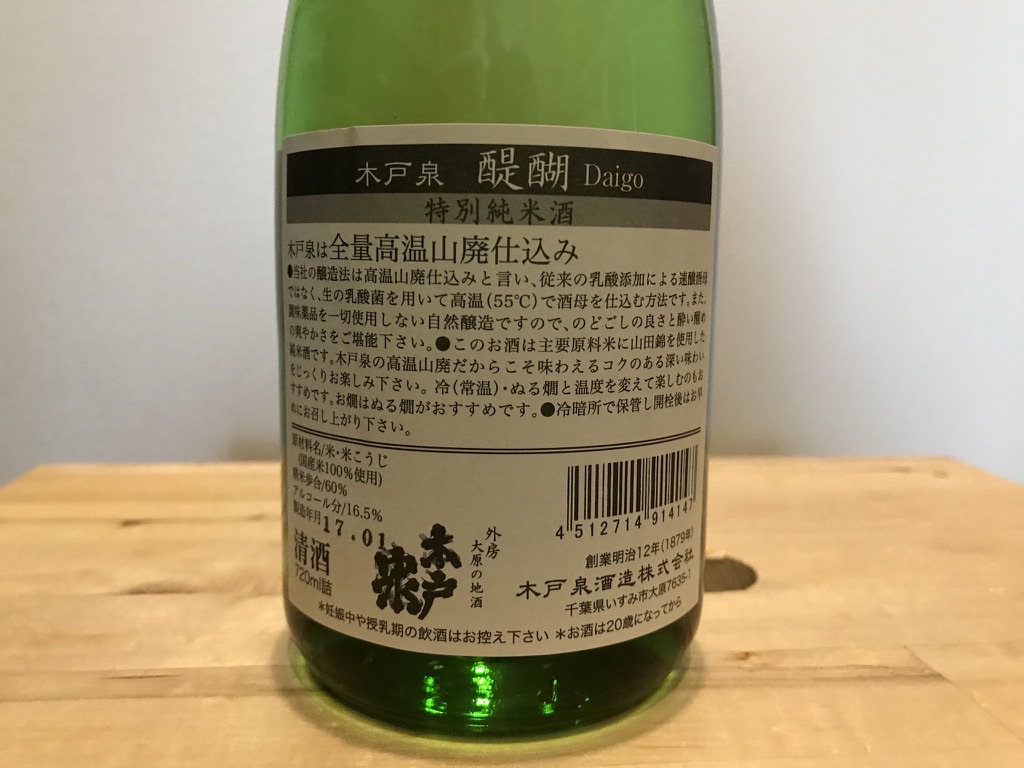 木戸泉 醍醐 Daigo
特別純米酒
木戸泉は全量高温山廃仕込み
●当社の醸造法は高温山廃仕込みと言い、従来の乳酸添加による速醸酒母
ではなく、生の乳酸菌を用いて高温(55℃)で酒母を仕込む方法です。また、
調味薬品を一切使用しない自然醸造ですので、のどごしの良さと酔い醒め
の爽やかさをご堪能下さい。●このお酒は主要原料米に山田錦を使用した
純米酒です。木戸泉の高温山廃だからこそ味わえるコクのある深い味わい
をじっくりお楽しみ下さい。冷(常温)・ぬる燗と温度を変えて楽しむのもお
すすめです。お燗はぬる燗がおすすめです。●冷暗所で保管し開栓後はお早
めにお召し上がり下さい。
原材料名/米・米こうじ
(国産米100%使用)
精米歩合/60%
アルコール分/16.5%
製造年月17.01
清酒
720ml詰
木戸泉
外房
大原の地酒
4 512714 914147
創業明治12年(1879年)
木戸泉酒造株式会社
千葉県いすみ市大原7635-1
*妊娠中や授乳期の飲酒はお控え下さい *お酒は20歳になってから